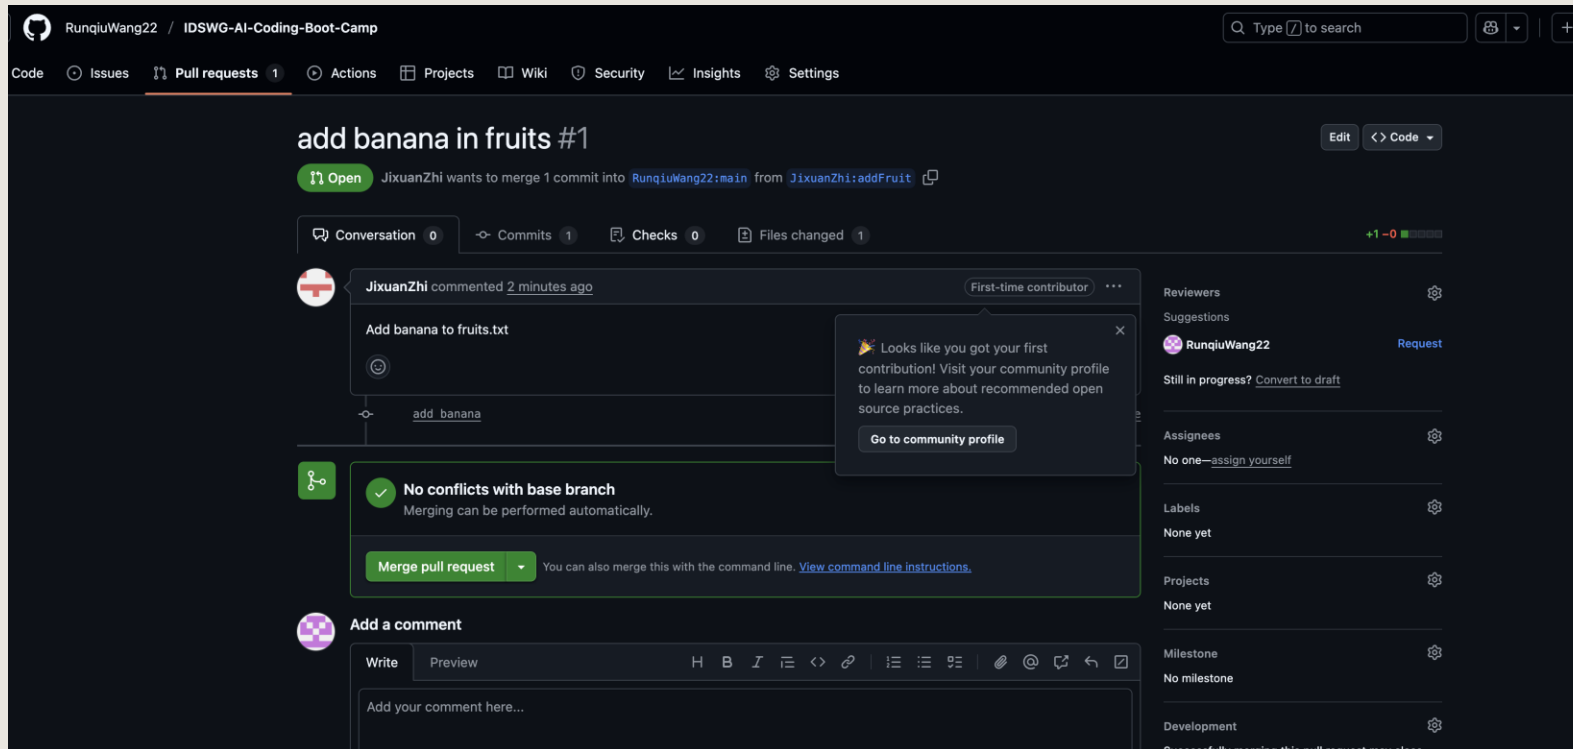 RunqiuWang22 / IDSWG-AI-Coding-Boot-Camp
Type / to search
Code Issues Pull requests 1 Actions Projects Wiki Security Insights Settings
add banana in fruits #1
Edit <> Code
Open JixuanZhi wants to merge 1 commit into RunqiuWang22:main from JixuanZhi:addFruit
Conversation 0 Commits 1 Checks 0 Files changed 1
+1 −0
JixuanZhi commented 2 minutes ago
First-time contributor
Add banana to fruits.txt
Looks like you got your first
contribution! Visit your community profile
to learn more about recommended open
source practices.
Go to community profile
add banana
No conflicts with base branch
Merging can be performed automatically.
Merge pull request
You can also merge this with the command line. View command line instructions.
Add a comment
Write Preview
Add your comment here...
Reviewers
Suggestions
RunqiuWang22 Request
Still in progress? Convert to draft
Assignees
No one—assign yourself
Labels
None yet
Projects
None yet
Milestone
No milestone
Development